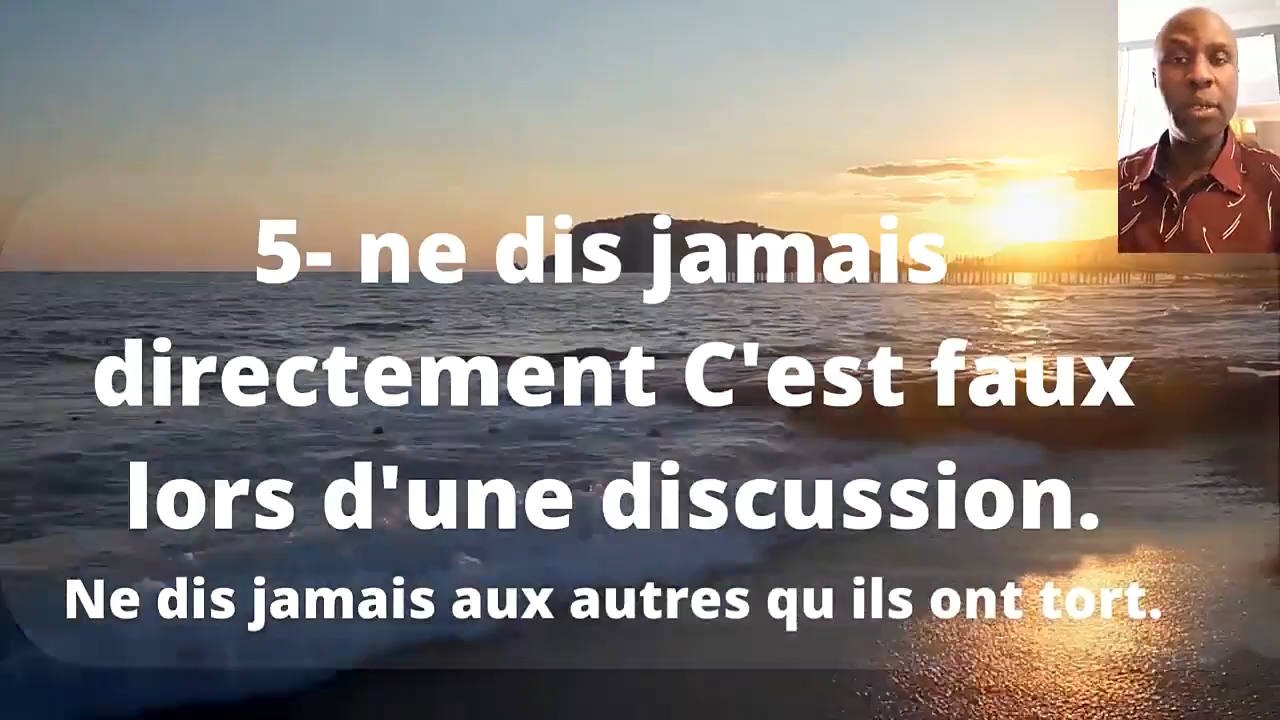 5- ne dis jamais
directement C'est faux
lors d'une discussion.
Ne dis jamais aux autres qu ils ont tort.